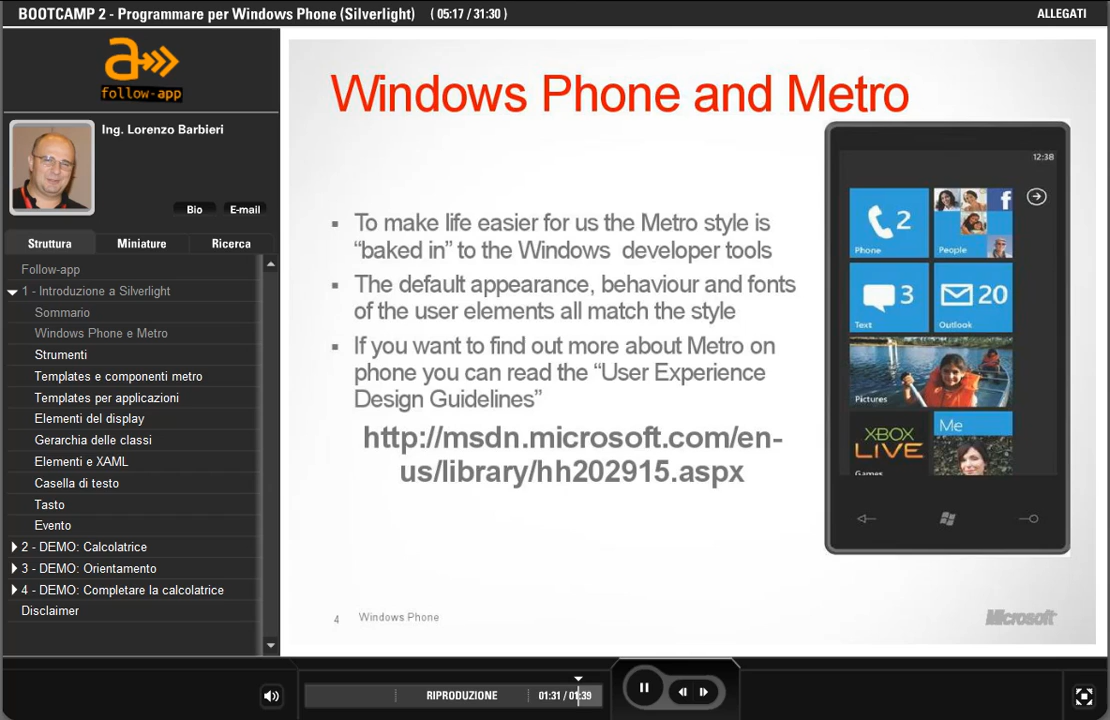 BOOTCAMP 2 - Programmare per Windows Phone (Silverlight) ( 05:17 / 31:30 )
ALLEGATI
a
follow-app
Ing. Lorenzo Barbieri
Bio
E-mail
Struttura
Miniature
Ricerca
Follow-app
1 - Introduzione a Silverlight
Sommario
Windows Phone e Metro
Strumenti
Templates e componenti metro
Templates per applicazioni
Elementi del display
Gerarchia delle classi
Elementi e XAML
Casella di testo
Tasto
Evento
2 - DEMO: Calcolatrice
3 - DEMO: Orientamento
4 - DEMO: Completare la calcolatrice
Disclaimer
Windows Phone and Metro
▪ To make life easier for us the Metro style is
“baked in” to the Windows developer tools
▪ The default appearance, behaviour and fonts
of the user elements all match the style
▪ If you want to find out more about Metro on
phone you can read the “User Experience
Design Guidelines”
http://msdn.microsoft.com/en-
us/library/hh202915.aspx
12:38
2
Phone
f
People
3
Text
20
Outlook
Pictures
XBOX
LIVE
Games
Me
4
Windows Phone
Microsoft
RIPRODUZIONE
01:31 / 01:39